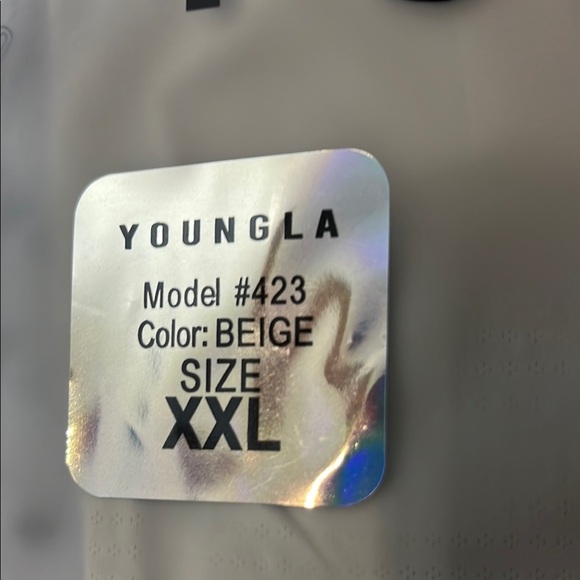 YOUNGLA
Model #423
Color: BEIGE
SIZE
XXL